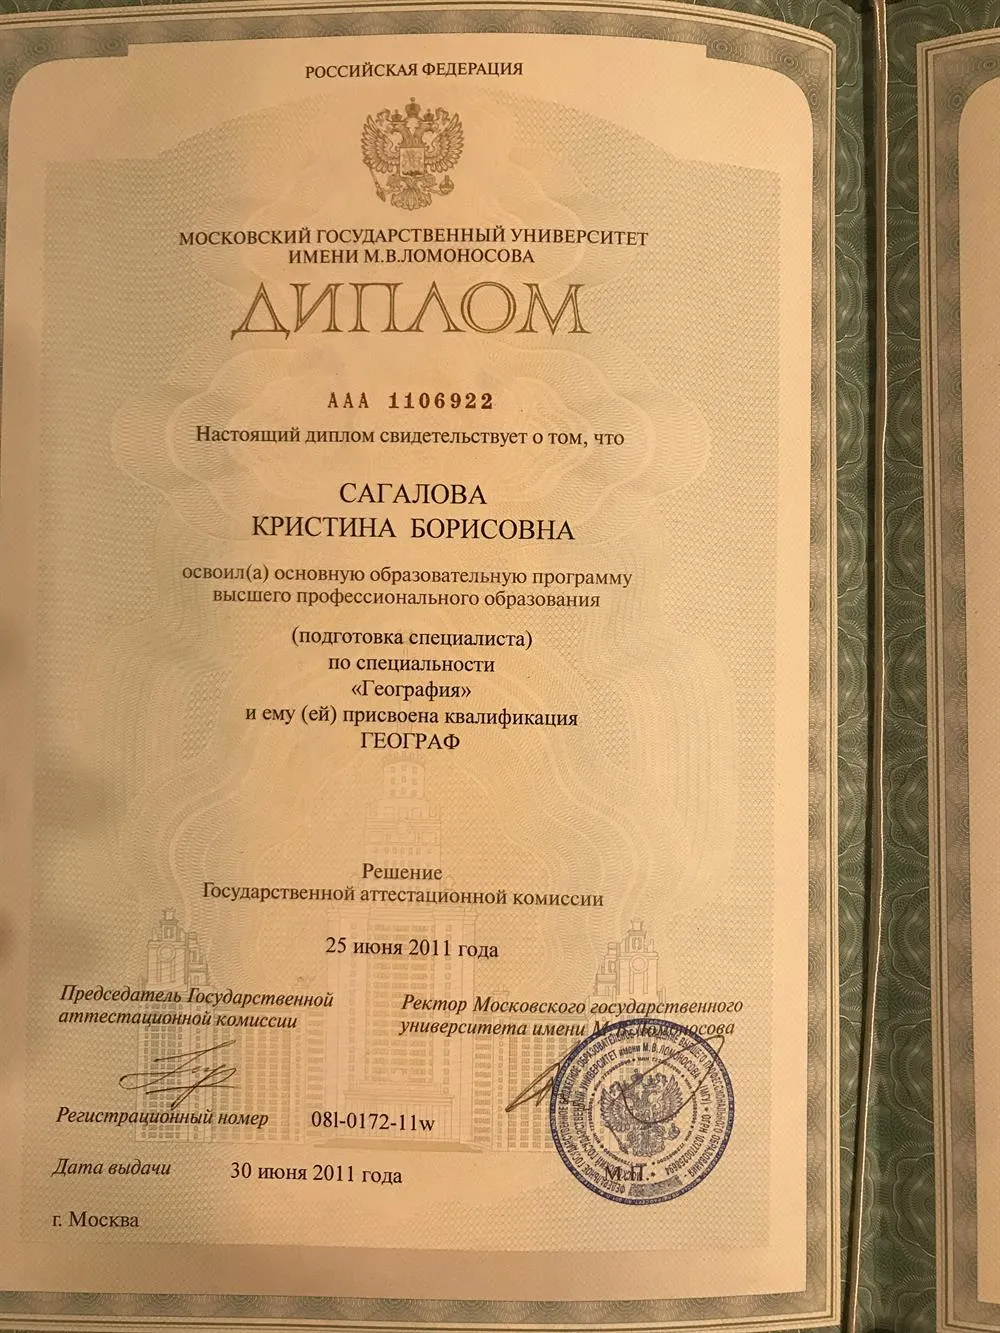 РОССИЙСКАЯ ФЕДЕРАЦИЯ
МОСКОВСКИЙ ГОСУДАРСТВЕННЫЙ УНИВЕРСИТЕТ
ИМЕНИ М.В.ЛОМОНОСОВА
ДИПЛОМ
ААА 1106922
Настоящий диплом свидетельствует о том, что
САГАЛОВА
КРИСТИНА БОРИСОВНА
освоил(а) основную образовательную программу
высшего профессионального образования
(подготовка специалиста)
по специальности
«География»
и ему (ей) присвоена квалификация
ГЕОГРАФ
Решение
Государственной аттестационной комиссии
25 июня 2011 года
Председатель Государственной
аттестационной комиссии
Ректор Московского государственного
университета имени М.В. Ломоносова
Регистрационный номер 08l-0172-11w
М.П.
Дата выдачи 30 июня 2011 года
г. Москва